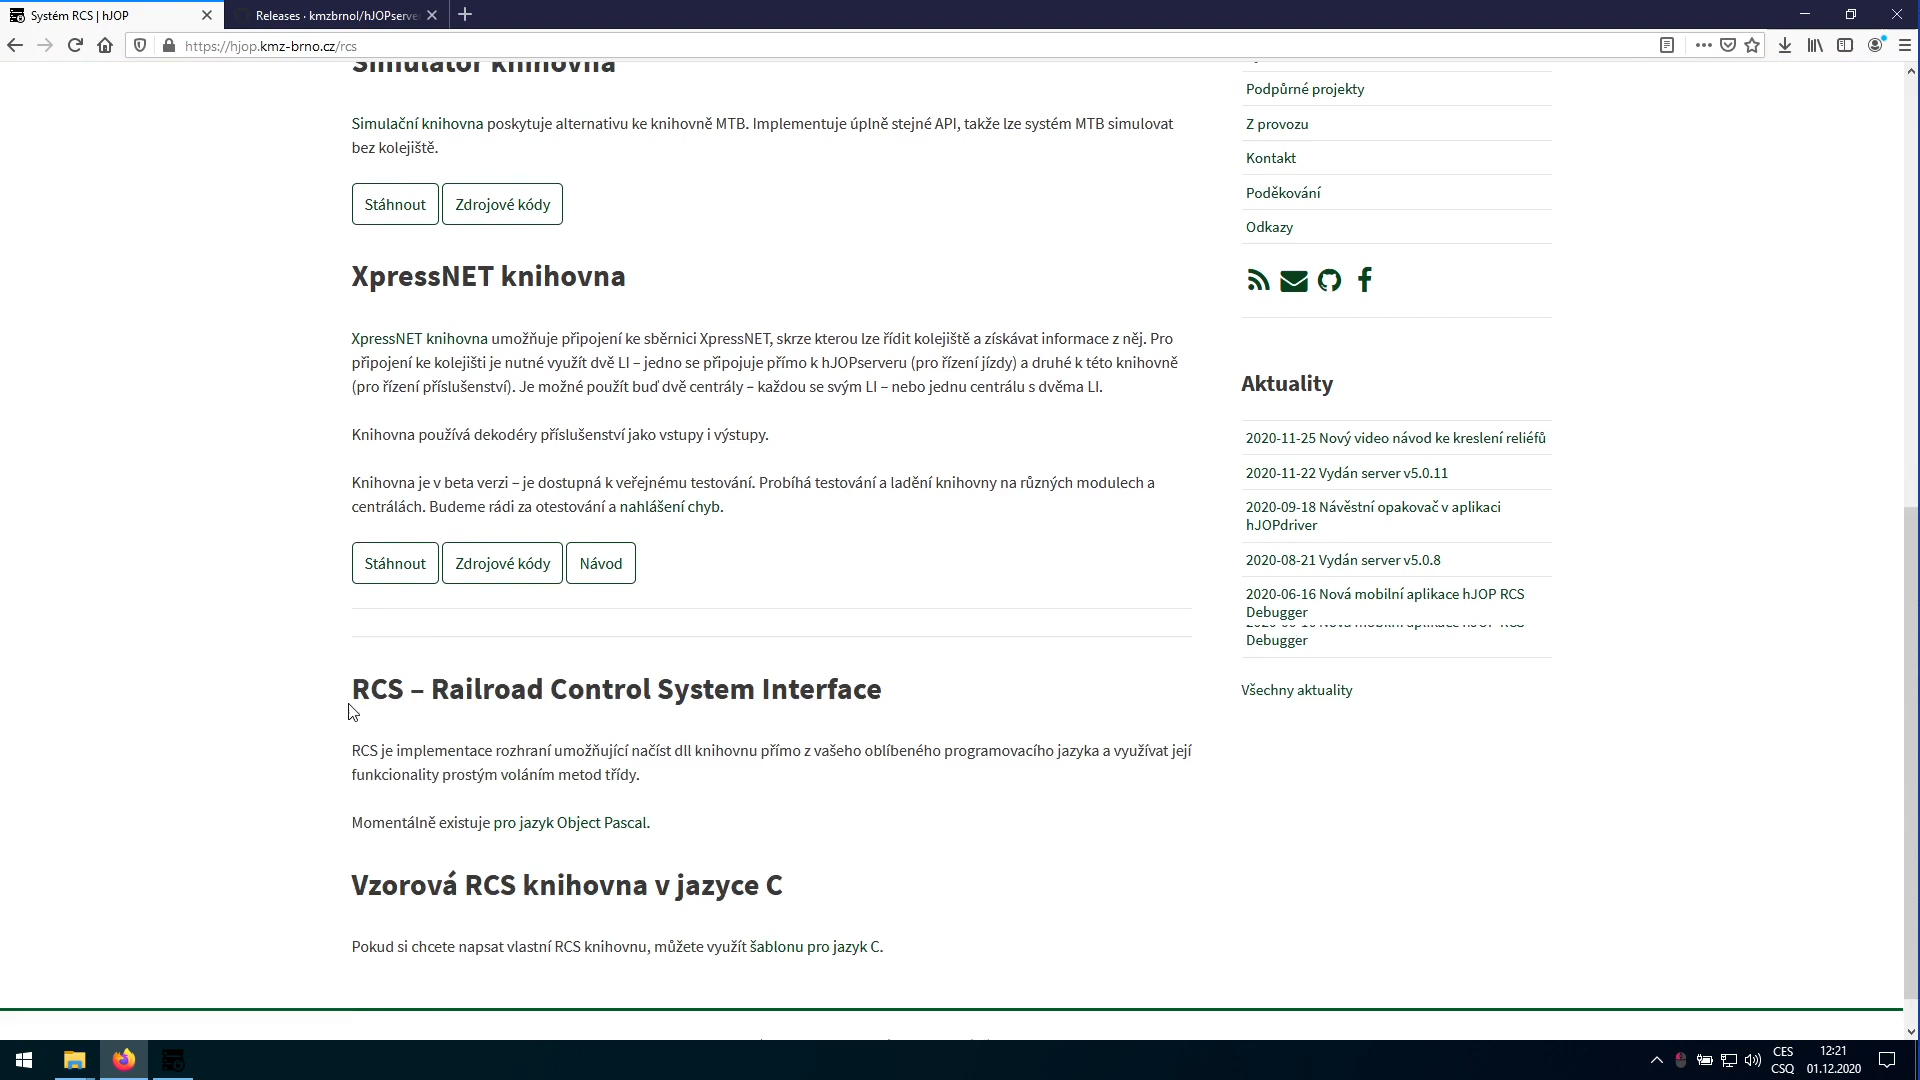 Systém RCS | hJOP
Releases · kmzbrnol/hJOPserve
https://hjop.kmz-brno.cz/rcs
Simulátor knihovna
Simulační knihovna poskytuje alternativu ke knihovně MTB. Implementuje úplně stejné API, takže lze systém MTB simulovat
bez kolejiště.
Stáhnout
Zdrojové kódy
XpressNET knihovna
XpressNET knihovna umožňuje připojení ke sběrnici XpressNET, skrze kterou lze řídit kolejiště a získávat informace z něj. Pro
připojení ke kolejišti je nutné využít dvě LI – jedno se připojuje přímo k hJOPserveru (pro řízení jízdy) a druhé k této knihovně
(pro řízení příslušenství). Je možné použít buď dvě centrály – každou se svým LI – nebo jednu centrálu s dvěma LI.
Knihovna používá dekodéry příslušenství jako vstupy i výstupy.
Knihovna je v beta verzi – je dostupná k veřejnému testování. Probíhá testování a ladění knihovny na různých modulech a
centrálách. Budeme rádi za otestování a nahlášení chyb.
Stáhnout
Zdrojové kódy
Návod
RCS – Railroad Control System Interface
RCS je implementace rozhraní umožňující načíst dll knihovnu přímo z vašeho oblíbeného programovacího jazyka a využívat její
funkcionality prostým voláním metod třídy.
Momentálně existuje pro jazyk Object Pascal.
Vzorová RCS knihovna v jazyce C
Pokud si chcete napsat vlastní RCS knihovnu, můžete využít šablonu pro jazyk C.
Podpůrné projekty
Z provozu
Kontakt
Poděkování
Odkazy
Aktuality
2020-11-25 Nový video návod ke kreslení reliéfů
2020-11-22 Vydán server v5.0.11
2020-09-18 Návěstní opakovač v aplikaci
hJOPdriver
2020-08-21 Vydán server v5.0.8
2020-06-16 Nová mobilní aplikace hJOP RCS
Debugger
Debugger
Všechny aktuality
CES
CSQ
12:21
01.12.2020